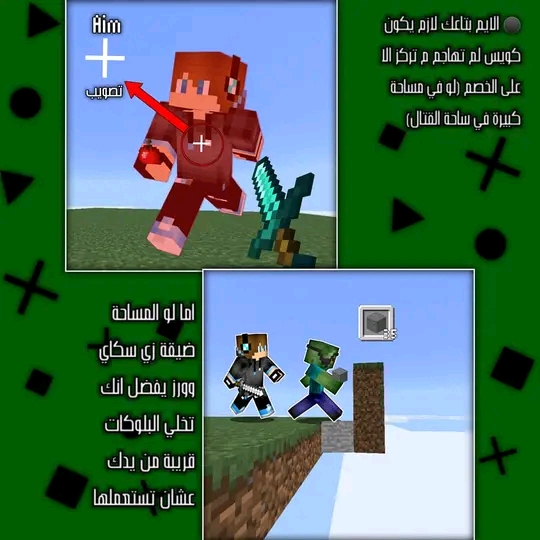 Aim
تصويب
الايم بتاعك لازم يكون
كويس لم تهاجم م تركز الا
على الخصم (لو في مساحة
كبيرة في ساحة القتال)
35
اما لو المساحة
ضيقة زي سكاي
وورز يفضل انك
تخلي البلوكات
قريبة من يدك
عشان تستعملها